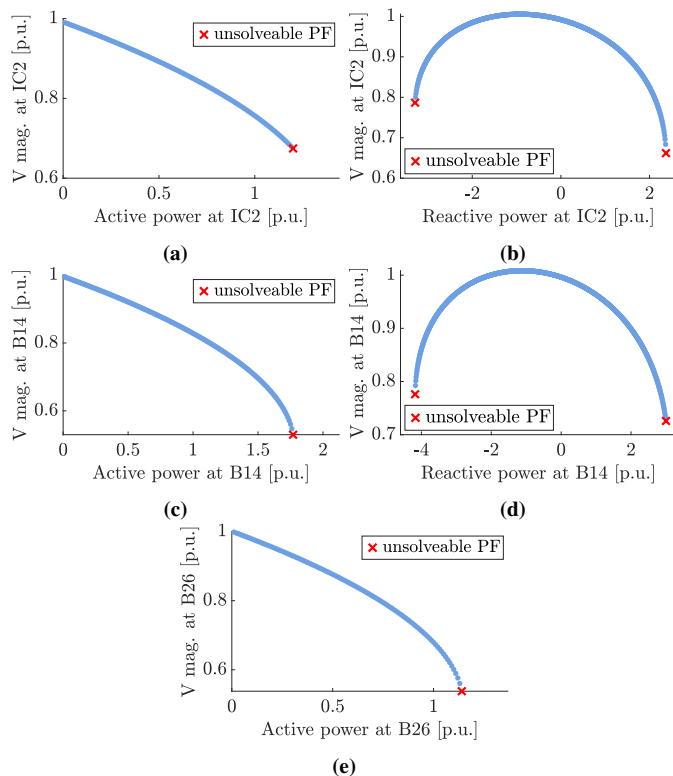 V mag. at IC2 [p.u.]
1
0.8
0.6
0
0.5
1
Active power at IC2 [p.u.]
unsolveable PF
(a)
V mag. at IC2 [p.u.]
1
0.9
0.8
0.7
0.6
-2
0
2
Reactive power at IC2 [p.u.]
unsolveable PF
(b)
V mag. at B14 [p.u.]
1
0.8
0.6
0
0.5
1
1.5
2
Active power at B14 [p.u.]
unsolveable PF
(c)
V mag. at B14 [p.u.]
1
0.9
0.8
0.7
-4
-2
0
2
Reactive power at B14 [p.u.]
unsolveable PF
(d)
V mag. at B26 [p.u.]
1
0.8
0.6
0
0.5
1
Active power at B26 [p.u.]
unsolveable PF
(e)